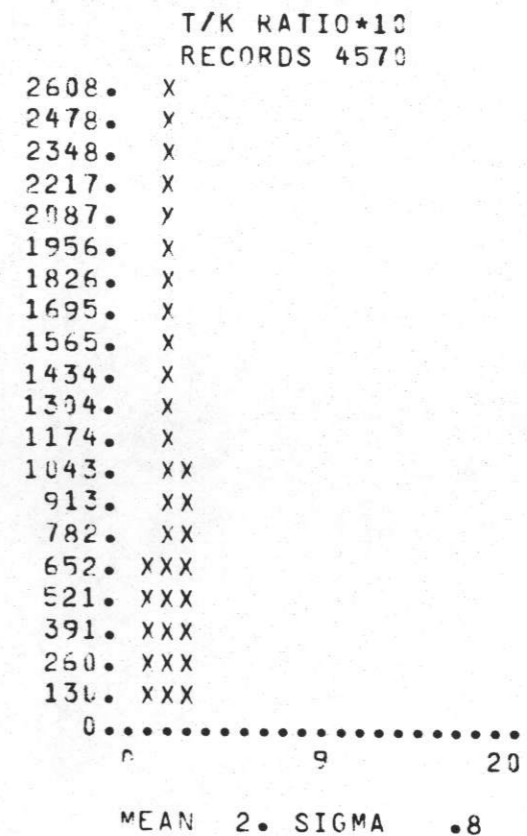 T/K RATIO*10
RECORDS 4570
2608. X
2478. X
2348. X
2217. X
2087. X
1956. X
1826. X
1695. X
1565. X
1434. X
1304. X
1174. X
1043. XX
913. XX
782. XX
652. XXX
521. XXX
391. XXX
260. XXX
130. XXX
0.....................
0 9 20
MEAN 2. SIGMA .8